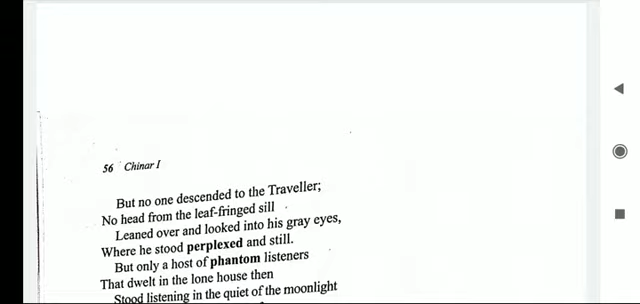 56 Chinar I
But no one descended to the Traveller;
No head from the leaf-fringed sill
Leaned over and looked into his gray eyes,
Where he stood perplexed and still.
But only a host of phantom listeners
That dwelt in the lone house then
Stood listening in the quiet of the moonlight